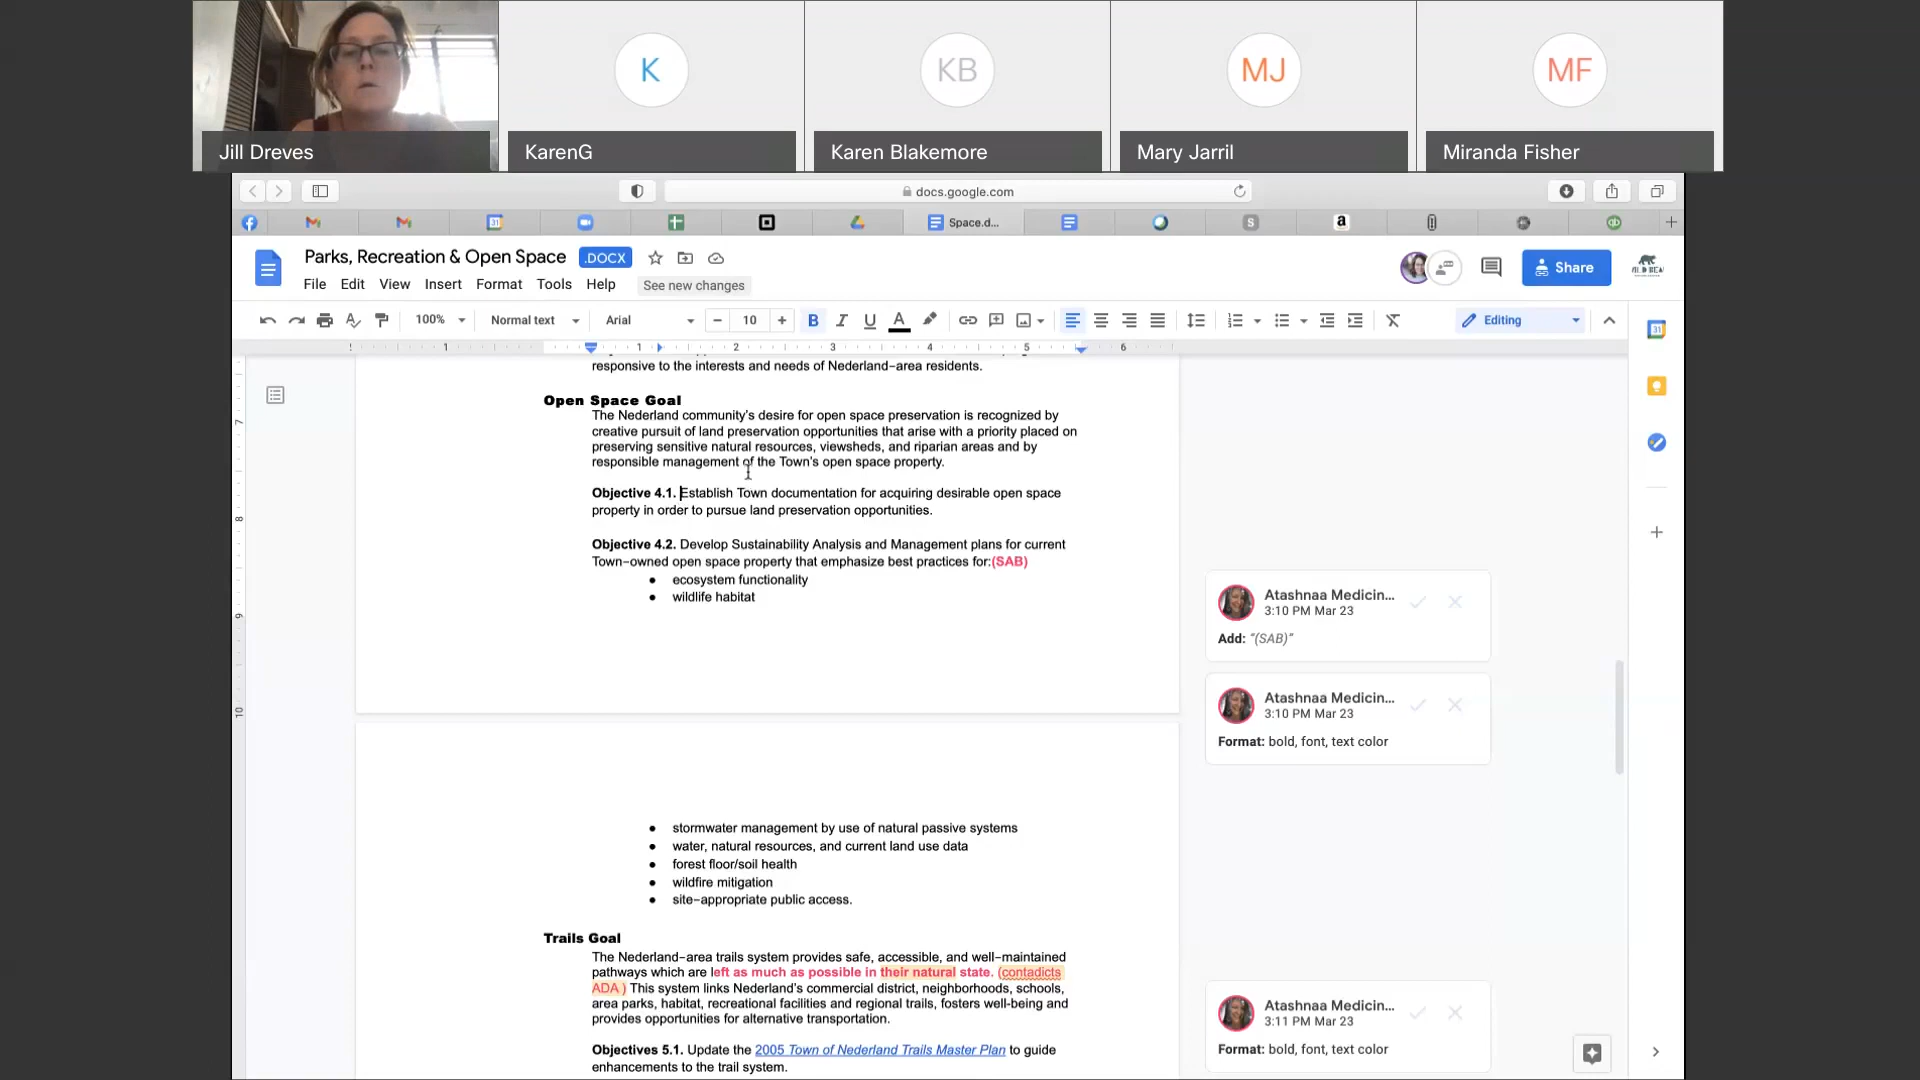 K
KB
MJ
MF
Jill Dreves
KarenG
Karen Blakemore
Mary Jarril
Miranda Fisher
docs.google.com
Space.d...
Parks, Recreation & Open Space .DOCX
Share
File Edit View Insert Format Tools Help See new changes
100% Normal text Arial 10 Editing
responsive to the interests and needs of Nederland-area residents.
Open Space Goal
The Nederland community's desire for open space preservation is recognized by
creative pursuit of land preservation opportunities that arise with a priority placed on
preserving sensitive natural resources, viewsheds, and riparian areas and by
responsible management of the Town's open space property.
Objective 4.1. Establish Town documentation for acquiring desirable open space
property in order to pursue land preservation opportunities.
Objective 4.2. Develop Sustainability Analysis and Management plans for current
Town-owned open space property that emphasize best practices for:(SAB)
● ecosystem functionality
● wildlife habitat
Atashnaa Medicin...
3:10 PM Mar 23
Add: "(SAB)"
Atashnaa Medicin...
3:10 PM Mar 23
Format: bold, font, text color
● stormwater management by use of natural passive systems
● water, natural resources, and current land use data
● forest floor/soil health
● wildfire mitigation
● site-appropriate public access.
Trails Goal
The Nederland-area trails system provides safe, accessible, and well-maintained
pathways which are left as much as possible in their natural state. (contadicts
ADA ) This system links Nederland's commercial district, neighborhoods, schools,
area parks, habitat, recreational facilities and regional trails, fosters well-being and
provides opportunities for alternative transportation.
Objectives 5.1. Update the 2005 Town of Nederland Trails Master Plan to guide
enhancements to the trail system.
Atashnaa Medicin...
3:11 PM Mar 23
Format: bold, font, text color